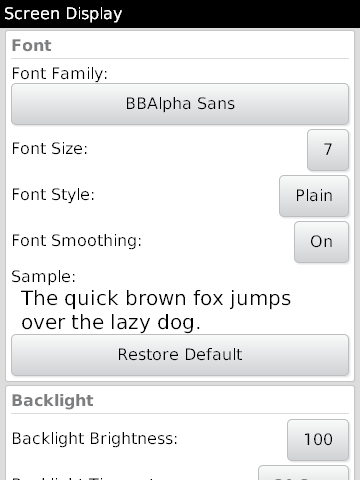 Screen Display
Font
Font Family:
BBAlpha Sans
Font Size:
7
Font Style:
Plain
Font Smoothing:
On
Sample:
The quick brown fox jumps
over the lazy dog.
Restore Default
Backlight
Backlight Brightness:
100